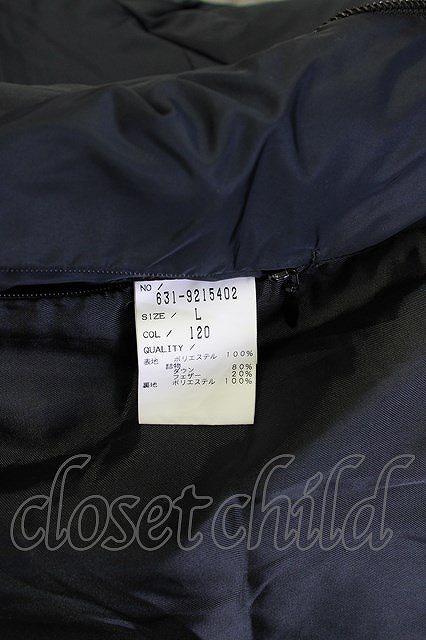 NO / 631-9215402
SIZE / L
COL / 120
QUALITY /
表地 ポリエステル 100%
詰物
ダウン 80%
フェザー 20%
裏地 ポリエステル 100%
closet child